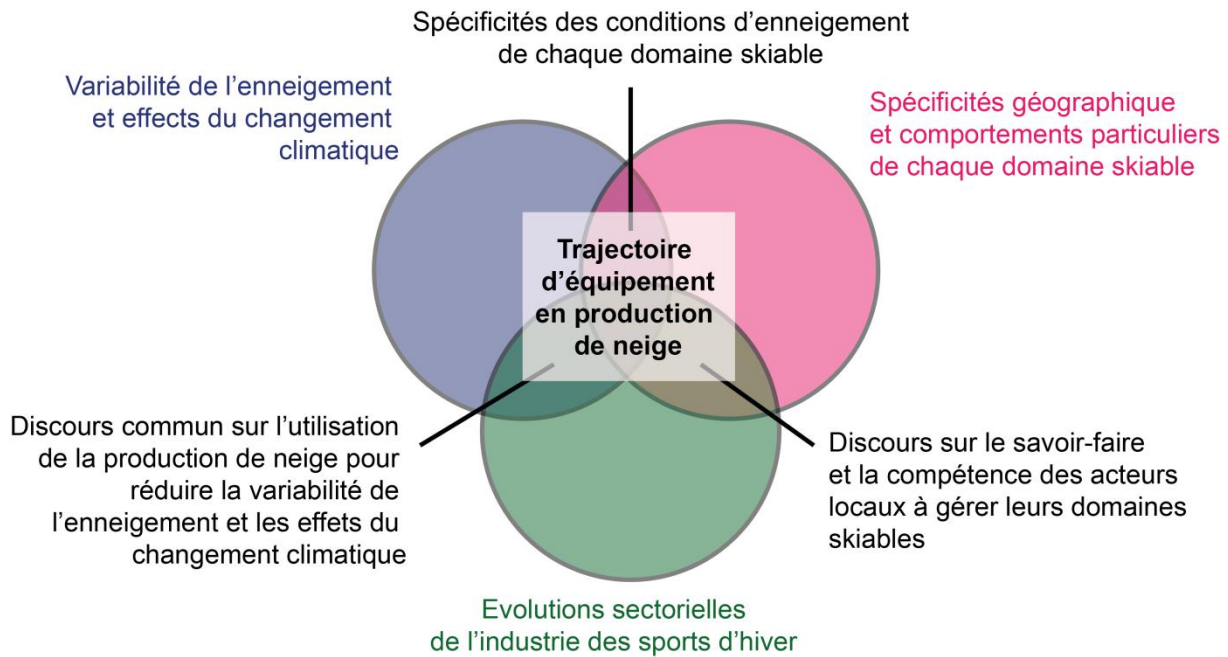 Spécificités des conditions d'enneigement
de chaque domaine skiable
Variabilité de l'enneigement
et effects du changement
climatique
Spécificités géographique
et comportements particuliers
de chaque domaine skiable
Trajectoire
d'équipement
en production
de neige
Discours commun sur l'utilisation
de la production de neige pour
réduire la variabilité de
l'enneigement et les effets du
changement climatique
Discours sur le savoir-faire
et la compétence des acteurs
locaux à gérer leurs domaines
skiables
Evolutions sectorielles
de l'industrie des sports d'hiver